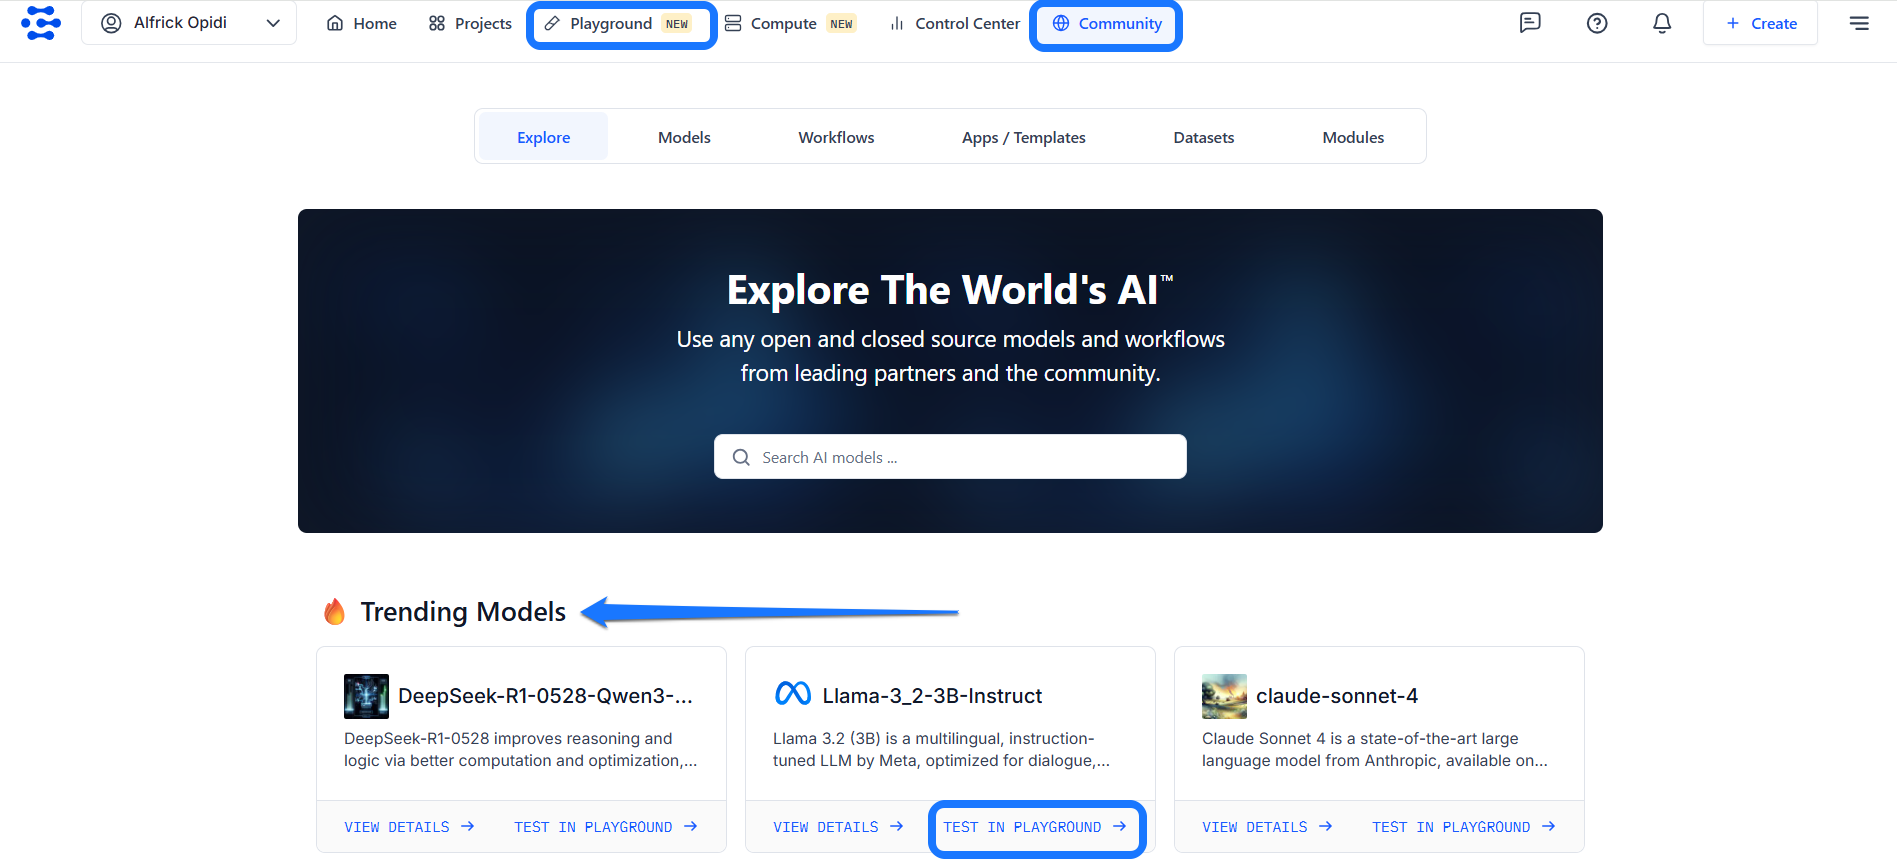 Alfrick Opidi
Home
Projects
Playground NEW
Compute NEW
Control Center
Community
+ Create
Explore
Models
Workflows
Apps / Templates
Datasets
Modules
Explore The World's AI™
Use any open and closed source models and workflows
from leading partners and the community.
Search AI models ...
Trending Models
DeepSeek-R1-0528-Qwen3-...
DeepSeek-R1-0528 improves reasoning and
logic via better computation and optimization,...
VIEW DETAILS →
TEST IN PLAYGROUND →
Llama-3_2-3B-Instruct
Llama 3.2 (3B) is a multilingual, instruction-
tuned LLM by Meta, optimized for dialogue,...
VIEW DETAILS →
TEST IN PLAYGROUND →
claude-sonnet-4
Claude Sonnet 4 is a state-of-the-art large
language model from Anthropic, available on...
VIEW DETAILS →
TEST IN PLAYGROUND →